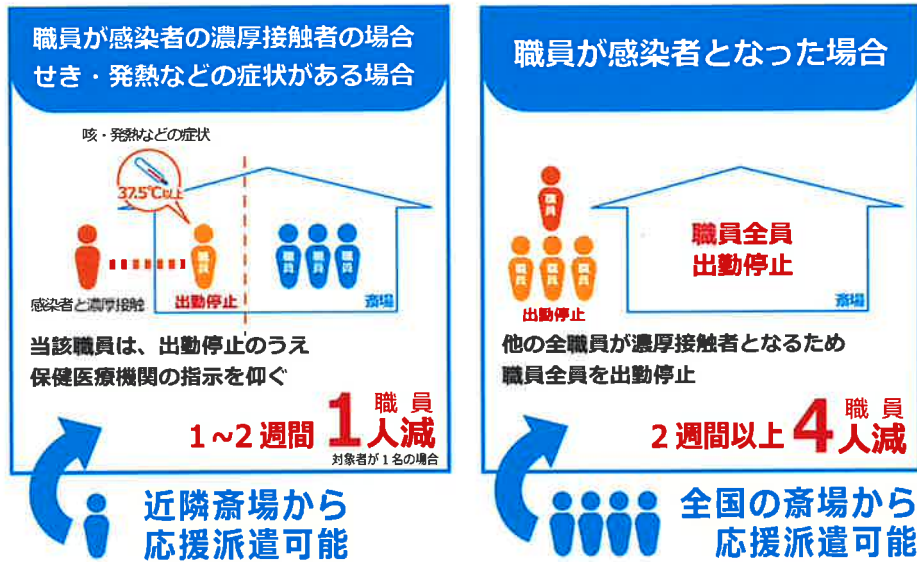 職員が感染者の濃厚接触者の場合
せき・発熱などの症状がある場合
咳・発熱などの症状
37.5℃以上
職員
職員
職員
職員
感染者と濃厚接触
出勤停止
斎場
当該職員は、出勤停止のうえ
保健医療機関の指示を仰ぐ
1~2週間 1 職員
人減
対象者が1名の場合
近隣斎場から
応援派遣可能
職員が感染者となった場合
職員
職員
職員
職員
出勤停止
職員全員
出勤停止
斎場
他の全職員が濃厚接触者となるため
職員全員を出勤停止
2週間以上 4 職員
人減
全国の斎場から
応援派遣可能